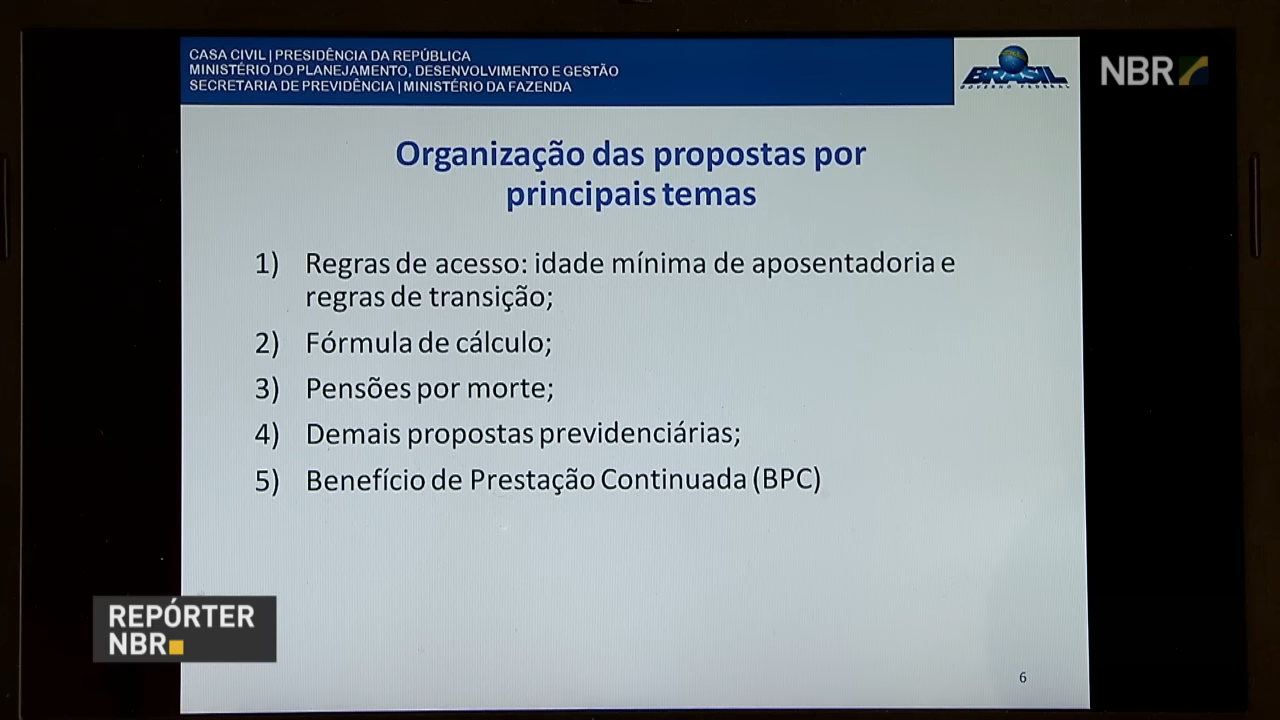 CASA CIVIL | PRESIDÊNCIA DA REPÚBLICA
MINISTÉRIO DO PLANEJAMENTO, DESENVOLVIMENTO E GESTÃO
SECRETARIA DE PREVIDÊNCIA | MINISTÉRIO DA FAZENDA
BRASIL
GOVERNO FEDERAL
NBR
Organização das propostas por
principais temas
1) Regras de acesso: idade mínima de aposentadoria e
regras de transição;
2) Fórmula de cálculo;
3) Pensões por morte;
4) Demais propostas previdenciárias;
5) Benefício de Prestação Continuada (BPC)
REPÓRTER
NBR
6